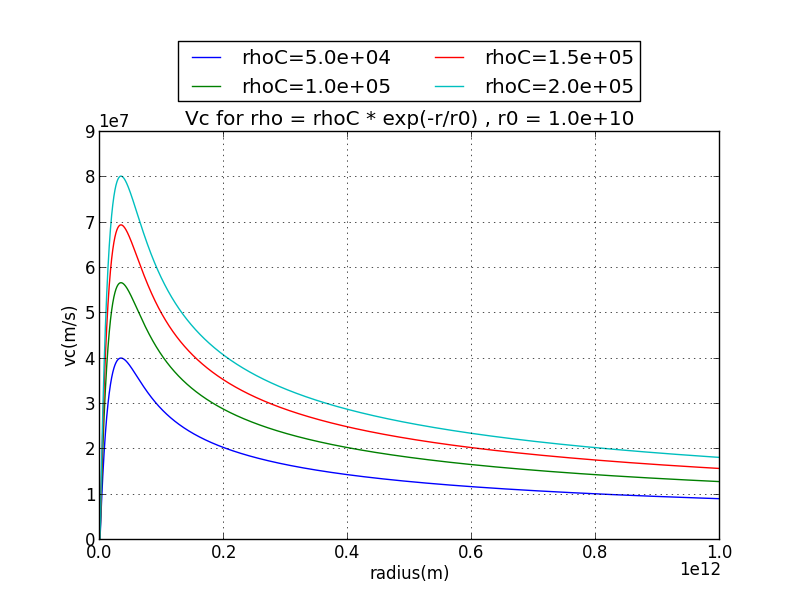 rhoC=5.0e+04 rhoC=1.5e+05
rhoC=1.0e+05 rhoC=2.0e+05
1e7
Vc for rho = rhoC * exp(-r/r0) , r0 = 1.0e+10
9
8
7
6
5
4
3
2
1
0
vc(m/s)
0.0 0.2 0.4 0.6 0.8 1.0
radius(m)
1e12